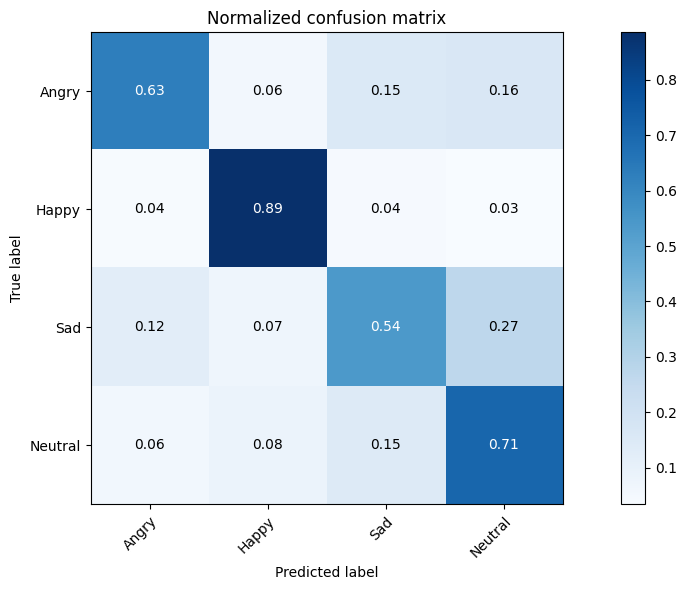 Normalized confusion matrix
Angry 0.63 0.06 0.15 0.16
Happy 0.04 0.89 0.04 0.03
Sad 0.12 0.07 0.54 0.27
Neutral 0.06 0.08 0.15 0.71
True label
Angry Happy Sad Neutral
Predicted label
0.8
0.7
0.6
0.5
0.4
0.3
0.2
0.1